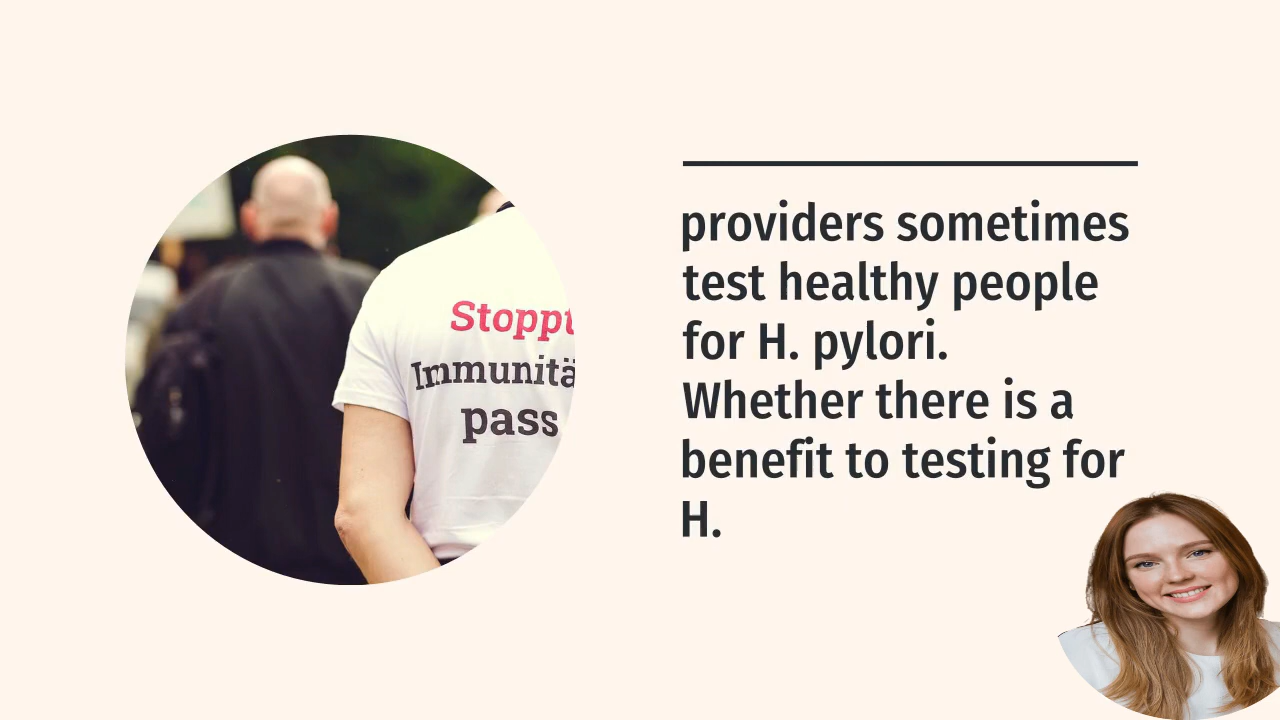 Stoppt
Immunitä
pass
providers sometimes
test healthy people
for H. pylori.
Whether there is a
benefit to testing for
H.